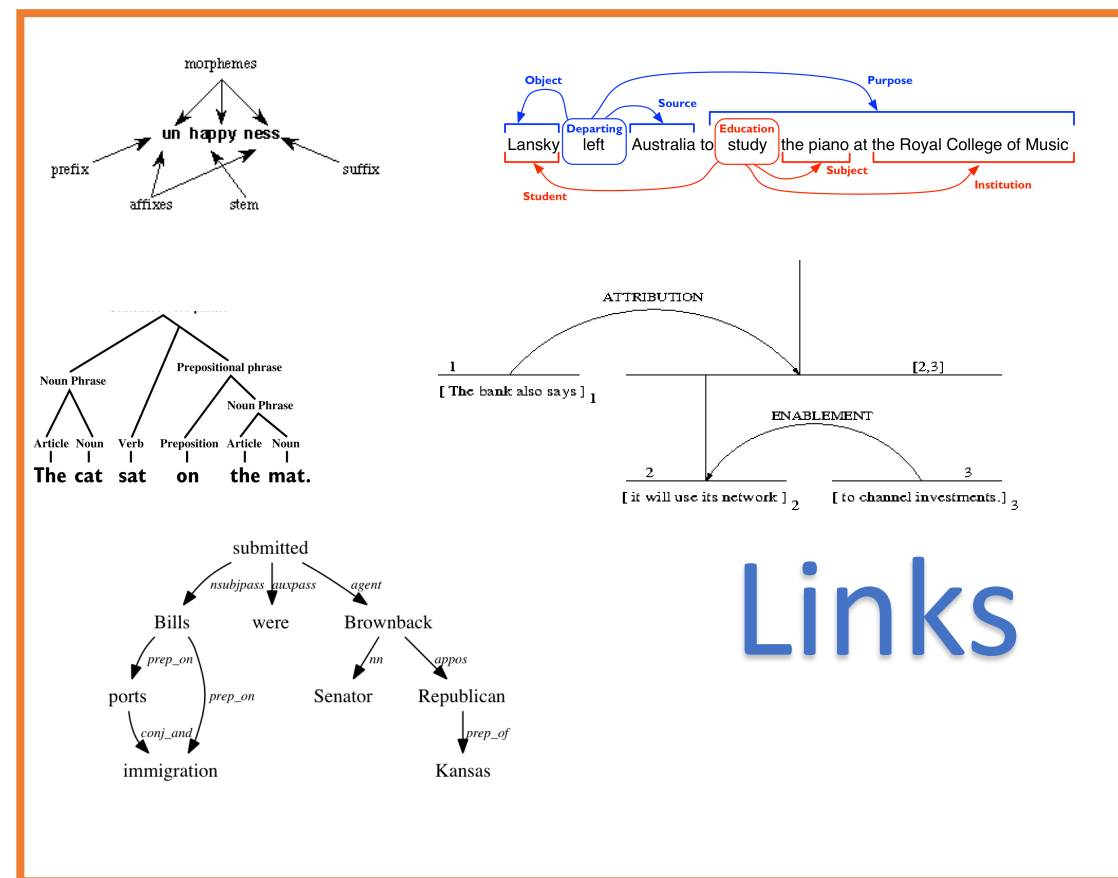 morphemes
un happy ness
prefix
suffix
affixes
stem
Object
Purpose
Source
Departing
Education
Lansky left Australia to study the piano at the Royal College of Music
Subject
Institution
Student
ATTRIBUTION
1
[2,3]
[ The bank also says ] 1
ENABLEMENT
2
3
[ it will use its network ] 2
[ to channel investments.] 3
Prepositional phrase
Noun Phrase
Noun Phrase
Article Noun Verb Preposition Article Noun
The cat sat on the mat.
submitted
nsubjpass auxpass agent
Bills were Brownback
prep_on nn appos
ports Senator Republican
prep_on
conj_and prep_of
immigration Kansas
Links